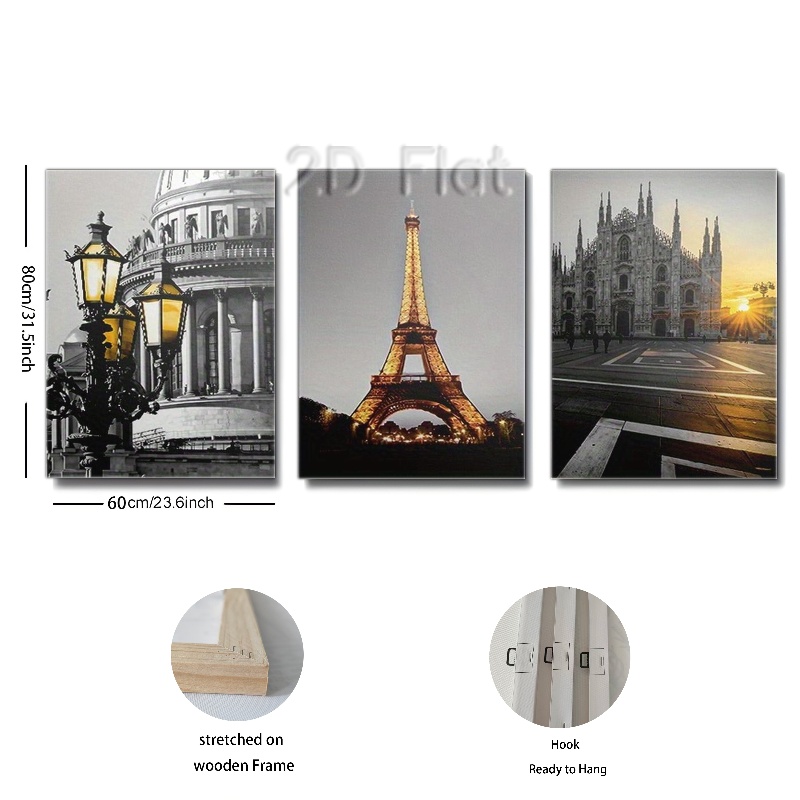 2D Flat
80cm/31.5inch
60cm/23.6inch
stretched on
wooden Frame
Hook
Ready to Hang